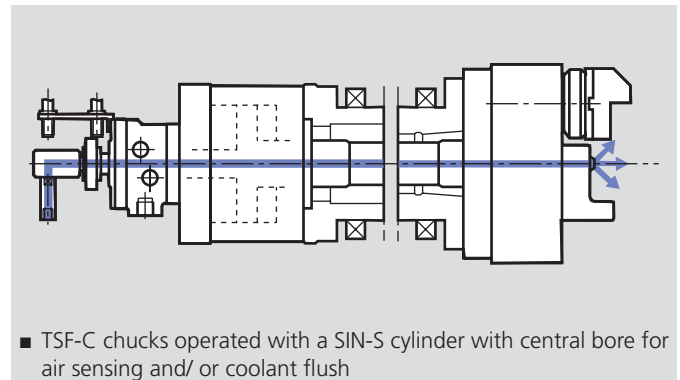 ■ TSF-C chucks operated with a SIN-S cylinder with central bore for
air sensing and/ or coolant flush